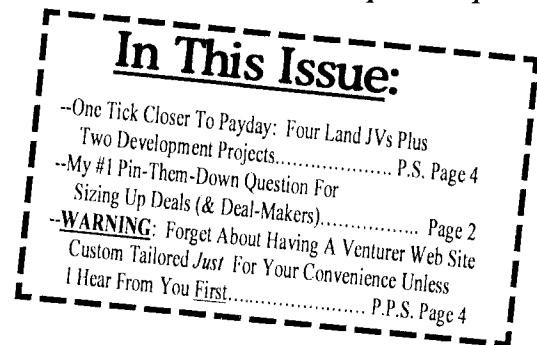 In This Issue:
--One Tick Closer To Payday: Four Land JVs Plus
Two Development Projects................... P.S. Page 4
--My #1 Pin-Them-Down Question For
Sizing Up Deals (& Deal-Makers)................. Page 2
--WARNING: Forget About Having A Venturer Web Site
Custom Tailored Just For Your Convenience Unless
I Hear From You First....................... P.P.S. Page 4